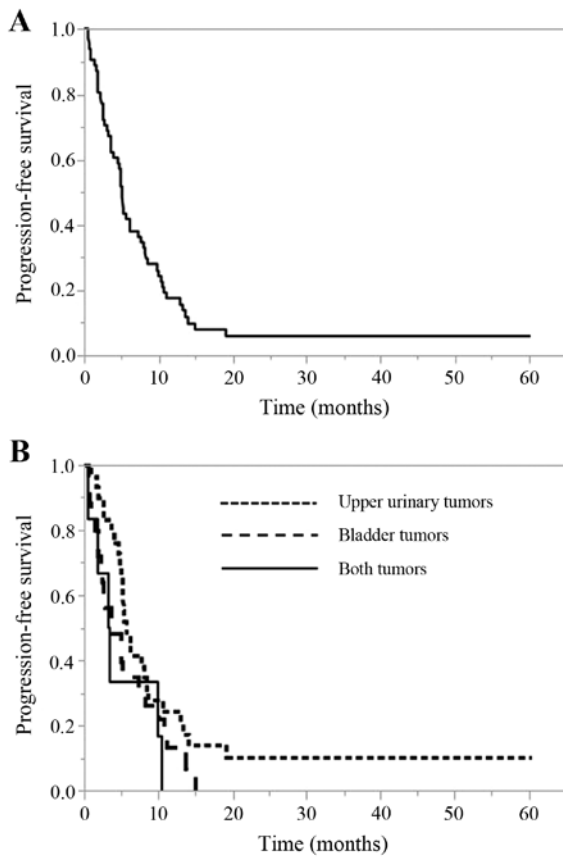 A
1.0
0.8
0.6
0.4
0.2
0.0
Progression-free survival
0 10 20 30 40 50 60
Time (months)
B
1.0
0.8
0.6
0.4
0.2
0.0
Progression-free survival
Upper urinary tumors
Bladder tumors
Both tumors
0 10 20 30 40 50 60
Time (months)